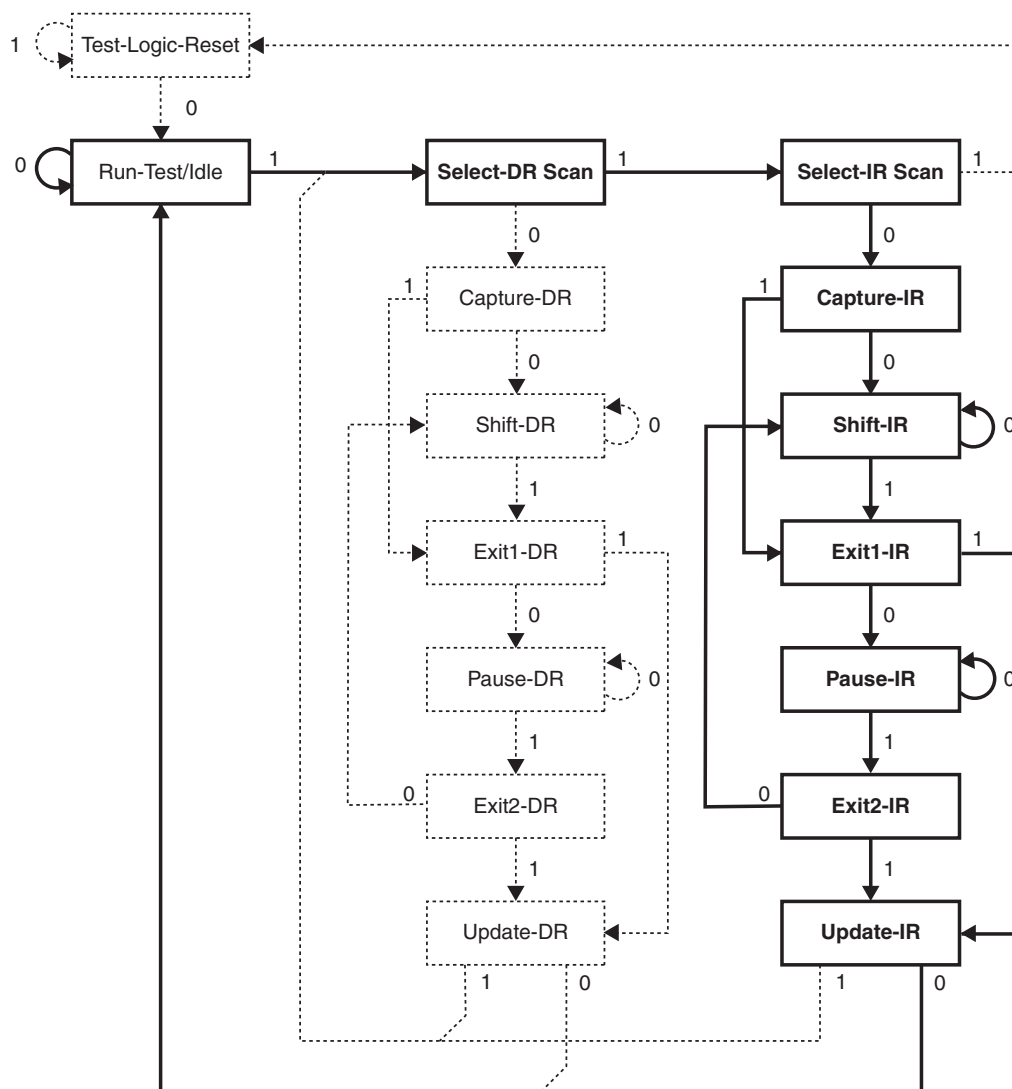 1
Test-Logic-Reset
0
0
Run-Test/Idle
1
Select-DR Scan
1
Select-IR Scan
1
0
0
1
Capture-DR
1
Capture-IR
0
0
Shift-DR
0
Shift-IR
0
1
1
Exit1-DR
1
Exit1-IR
1
0
0
Pause-DR
0
Pause-IR
0
1
1
0
Exit2-DR
0
Exit2-IR
1
1
Update-DR
Update-IR
1
0
1
0